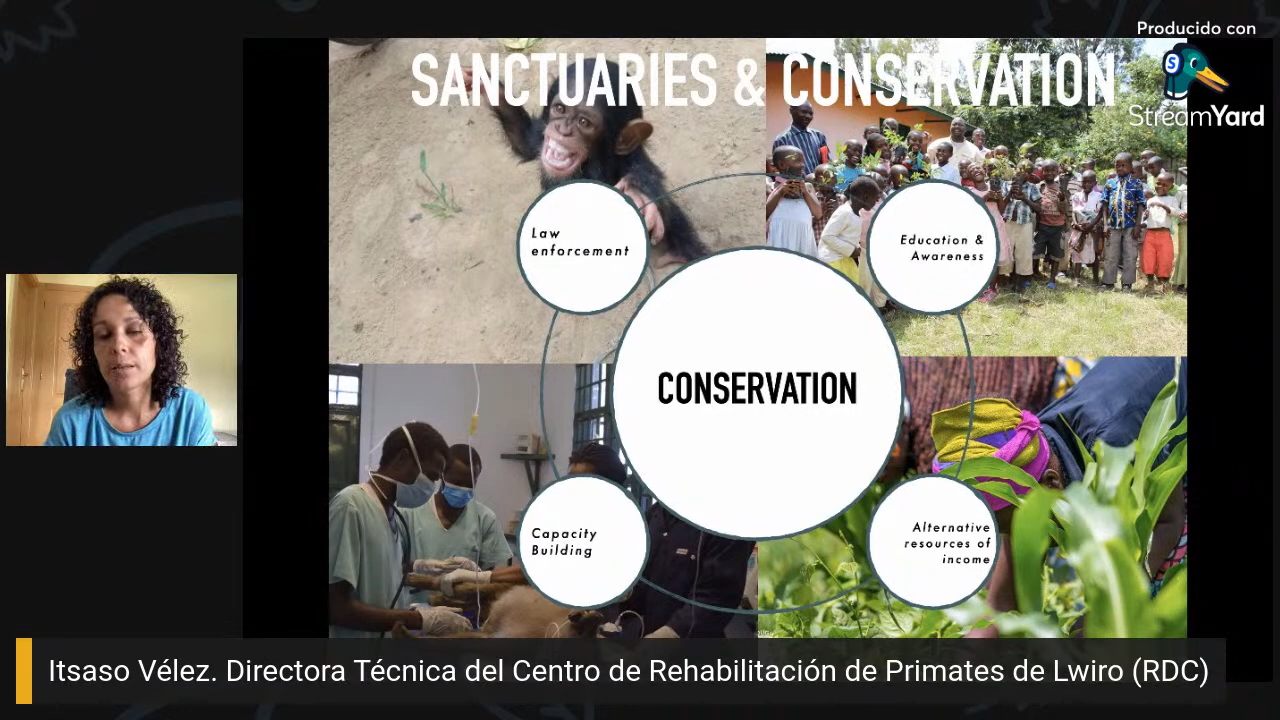 Producido con
StreamYard
SANCTUARIES & CONSERVATION
Law
enforcement
Education &
Awareness
CONSERVATION
Capacity
Building
Alternative
resources of
income
Itsaso Vélez. Directora Técnica del Centro de Rehabilitación de Primates de Lwiro (RDC)